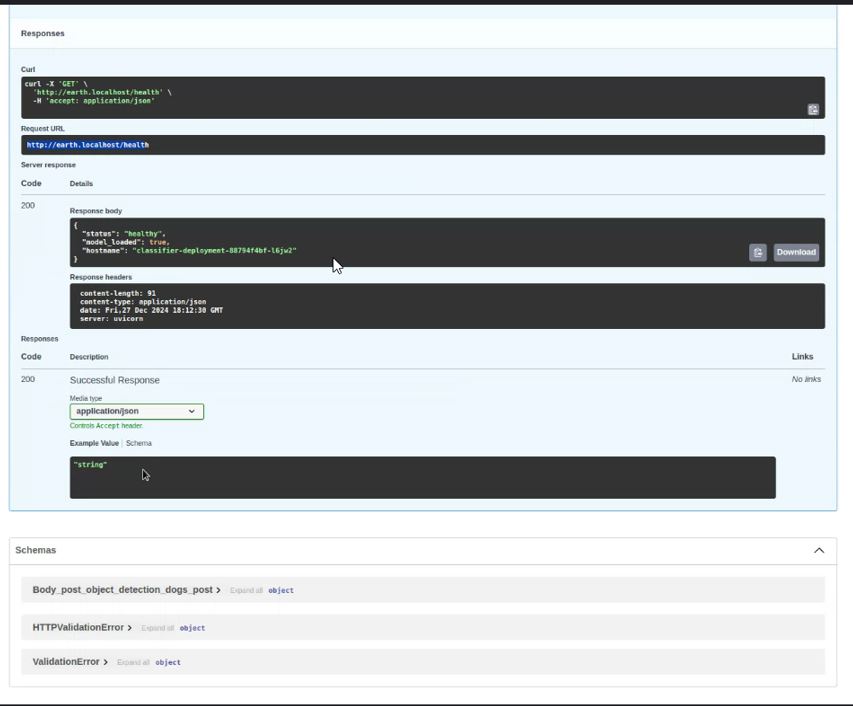 Responses
Curl
curl -X 'GET' \
'http://earth.localhost/health' \
-H 'accept: application/json'
Request URL
http://earth.localhost/health
Server response
Code Details
200
Response body
{
"status": "healthy",
"model_loaded": true,
"hostname": "classifier-deployment-88794f4bf-l6jw2"
}
Download
Response headers
content-length: 91
content-type: application/json
date: Fri,27 Dec 2024 18:12:30 GMT
server: uvicorn
Responses
Code Description Links
200 Successful Response No links
Media type
application/json
Controls Accept header.
Example Value Schema
"string"
Schemas
Body_post_object_detection_dogs_post Expand all object
HTTPValidationError Expand all object
ValidationError Expand all object